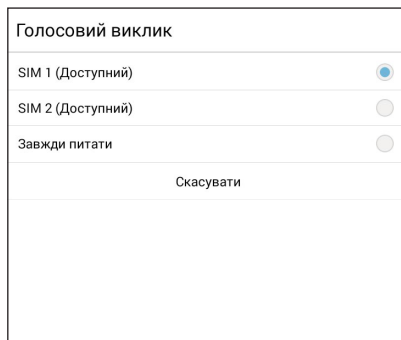 Голосовий виклик
SIM 1 (Доступний)
SIM 2 (Доступний)
Завжди питати
Скасувати